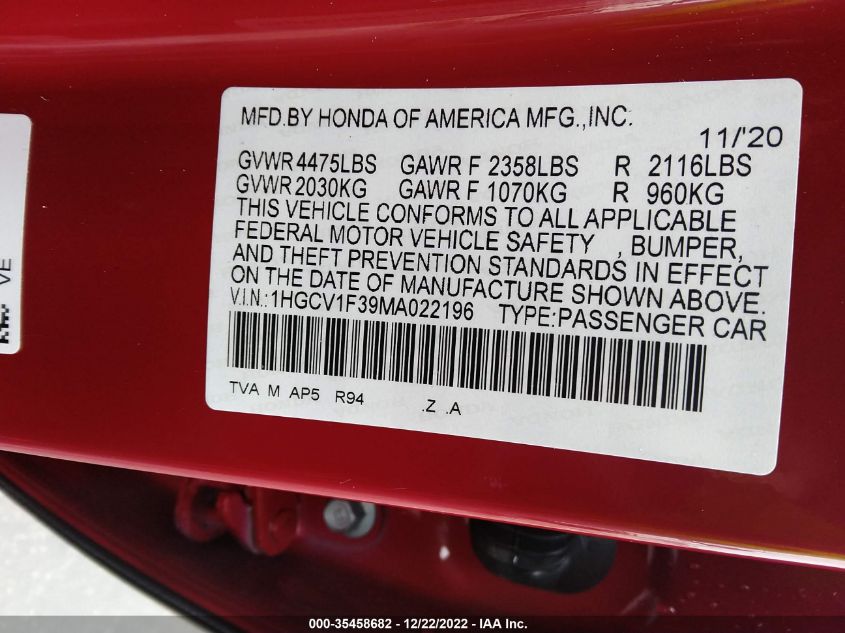 MFD.BY HONDA OF AMERICA MFG.,INC.
11/'20
GVWR 4475LBS GAWR F 2358LBS R 2116LBS
GVWR 2030KG GAWR F 1070KG R 960KG
THIS VEHICLE CONFORMS TO ALL APPLICABLE
FEDERAL MOTOR VEHICLE SAFETY , BUMPER,
AND THEFT PREVENTION STANDARDS IN EFFECT
ON THE DATE OF MANUFACTURE SHOWN ABOVE.
V.I.N.:1HGCV1F39MA022196 TYPE:PASSENGER CAR
TVA M AP5 R94 .Z .A
VE
000-35458682 - 12/22/2022 - IAA Inc.